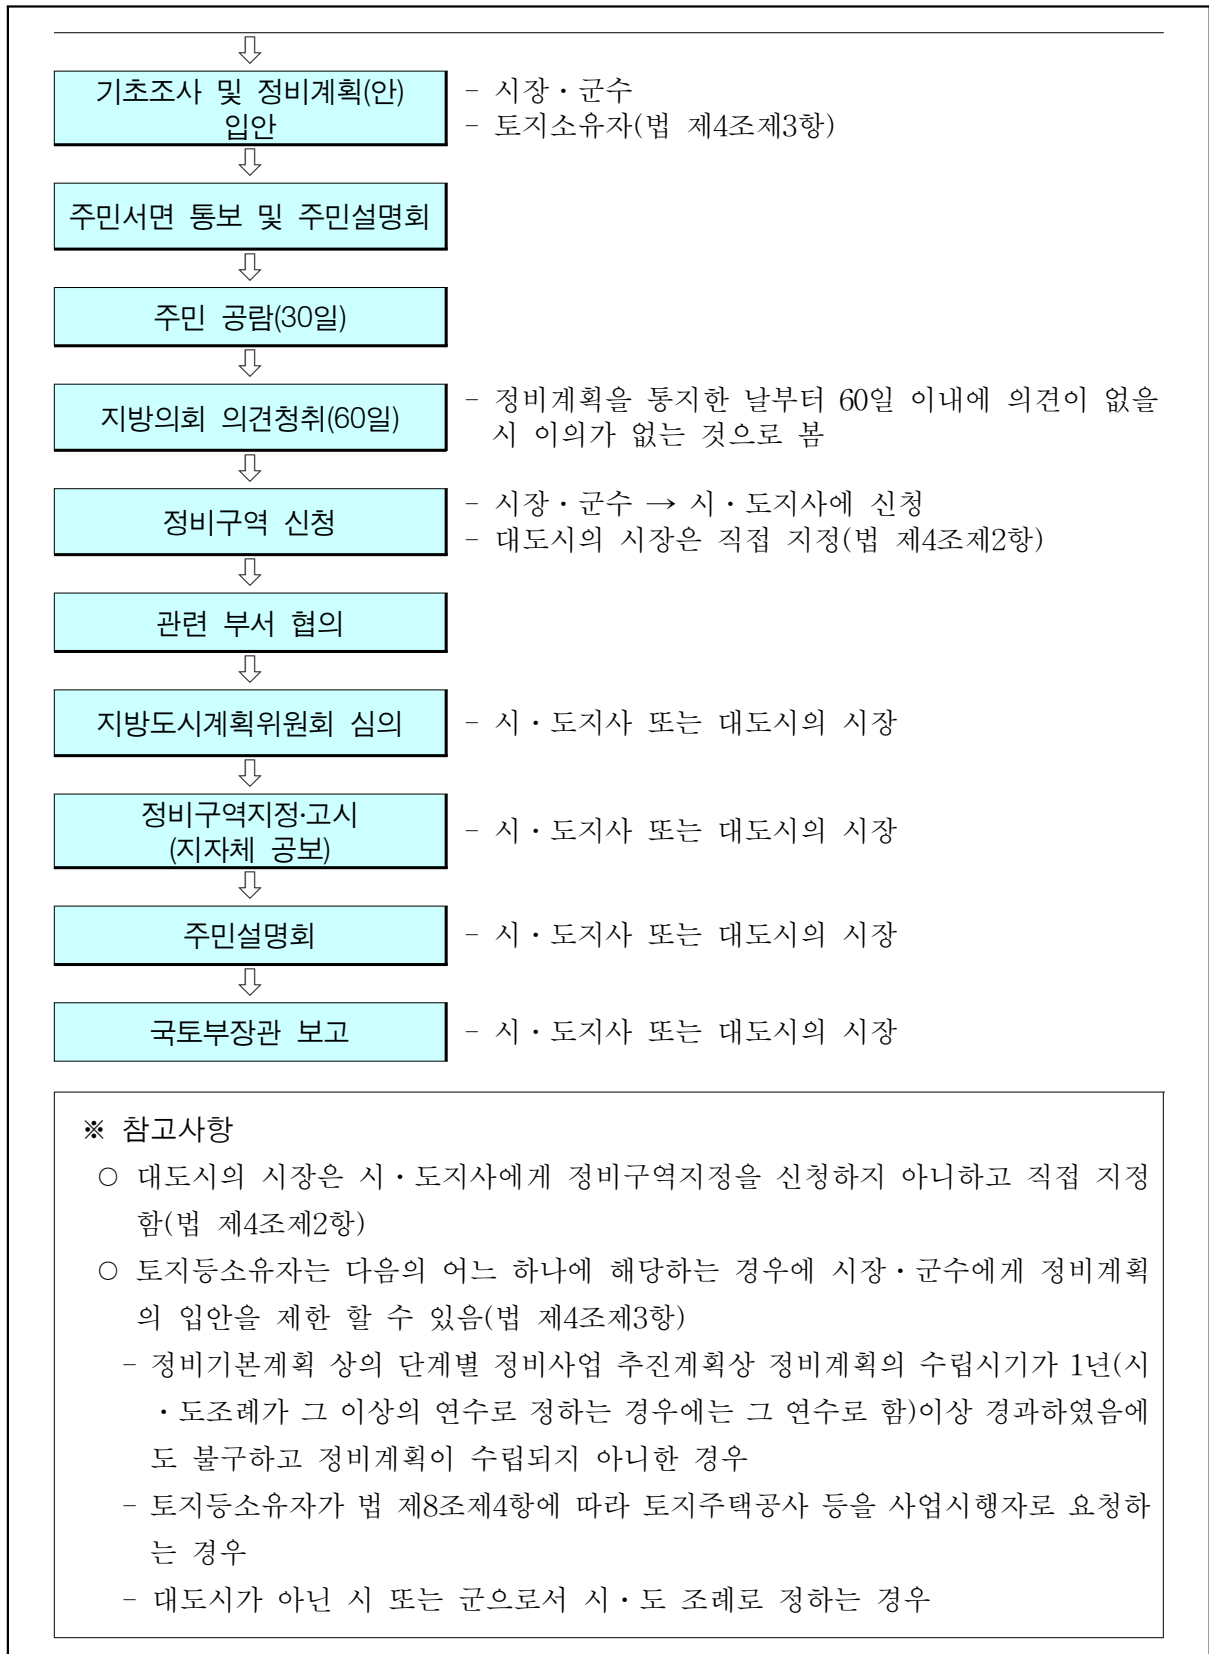 기초조사 및 정비계획(안)
입안
- 시장・군수
- 토지소유자(법 제4조제3항)
주민서면 통보 및 주민설명회
주민 공람(30일)
지방의회 의견청취(60일)
- 정비계획을 통지한 날부터 60일 이내에 의견이 없을
시 이의가 없는 것으로 봄
정비구역 신청
- 시장・군수 → 시・도지사에 신청
- 대도시의 시장은 직접 지정(법 제4조제2항)
관련 부서 협의
지방도시계획위원회 심의
- 시・도지사 또는 대도시의 시장
정비구역지정·고시
(지자체 공보)
- 시・도지사 또는 대도시의 시장
주민설명회
- 시・도지사 또는 대도시의 시장
국토부장관 보고
- 시・도지사 또는 대도시의 시장
※ 참고사항
○ 대도시의 시장은 시・도지사에게 정비구역지정을 신청하지 아니하고 직접 지정
함(법 제4조제2항)
○ 토지등소유자는 다음의 어느 하나에 해당하는 경우에 시장・군수에게 정비계획
의 입안을 제한 할 수 있음(법 제4조제3항)
- 정비기본계획 상의 단계별 정비사업 추진계획상 정비계획의 수립시기가 1년(시
・도조례가 그 이상의 연수로 정하는 경우에는 그 연수로 함)이상 경과하였음에
도 불구하고 정비계획이 수립되지 아니한 경우
- 토지등소유자가 법 제8조제4항에 따라 토지주택공사 등을 사업시행자로 요청하
는 경우
- 대도시가 아닌 시 또는 군으로서 시・도 조례로 정하는 경우